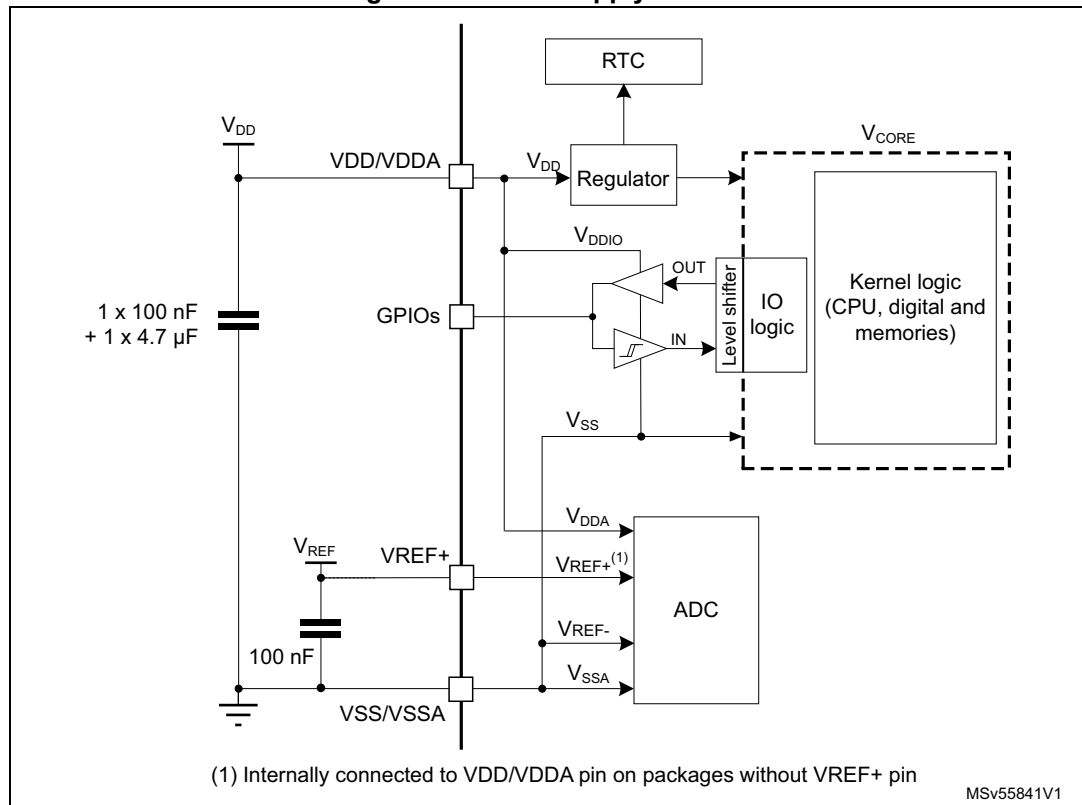 pply
RTC
VDD
VCORE
VDD/VDDA
VDD
Regulator
VDDIO
OUT
Level shifter
IO
logic
Kernel logic
(CPU, digital and
memories)
1 x 100 nF
+ 1 x 4.7 µF
GPIOs
IN
VSS
VDDA
VREF
VREF+
VREF+(1)
ADC
VREF-
100 nF
VSSA
VSS/VSSA
(1) Internally connected to VDD/VDDA pin on packages without VREF+ pin
MSv55841V1